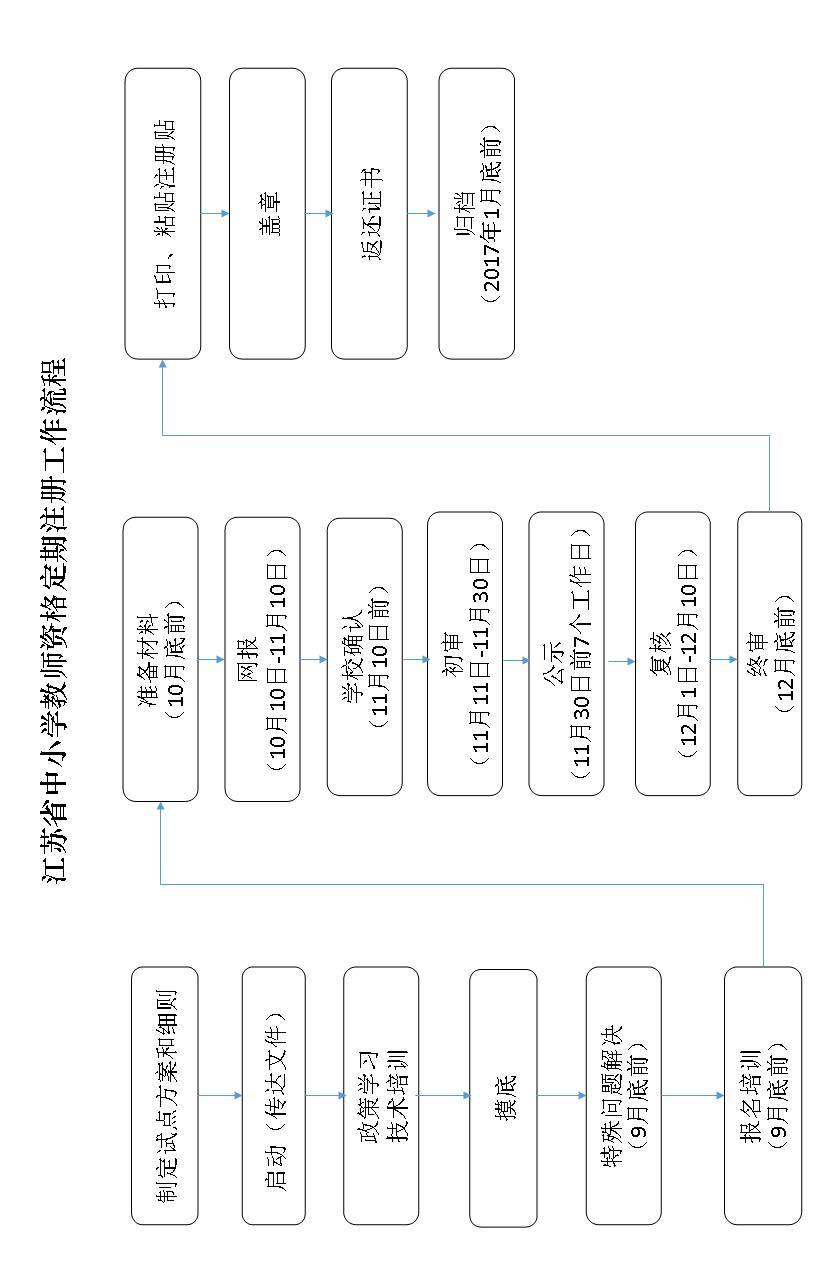 江苏省中小学教师资格定期注册工作流程
制定试点方案和细则
启动（传达文件）
政策学习
技术培训
摸底
特殊问题解决
（9月底前）
报名培训
（9月底前）
准备材料
（10月底前）
网报
（10月10日-11月10日）
学校确认
（11月10日前）
初审
（11月11日-11月30日）
公示
（11月30日前7个工作日）
复核
（12月1日-12月10日）
终审
（12月底前）
打印、粘贴注册贴
盖章
返还证书
归档
（2017年1月底前）